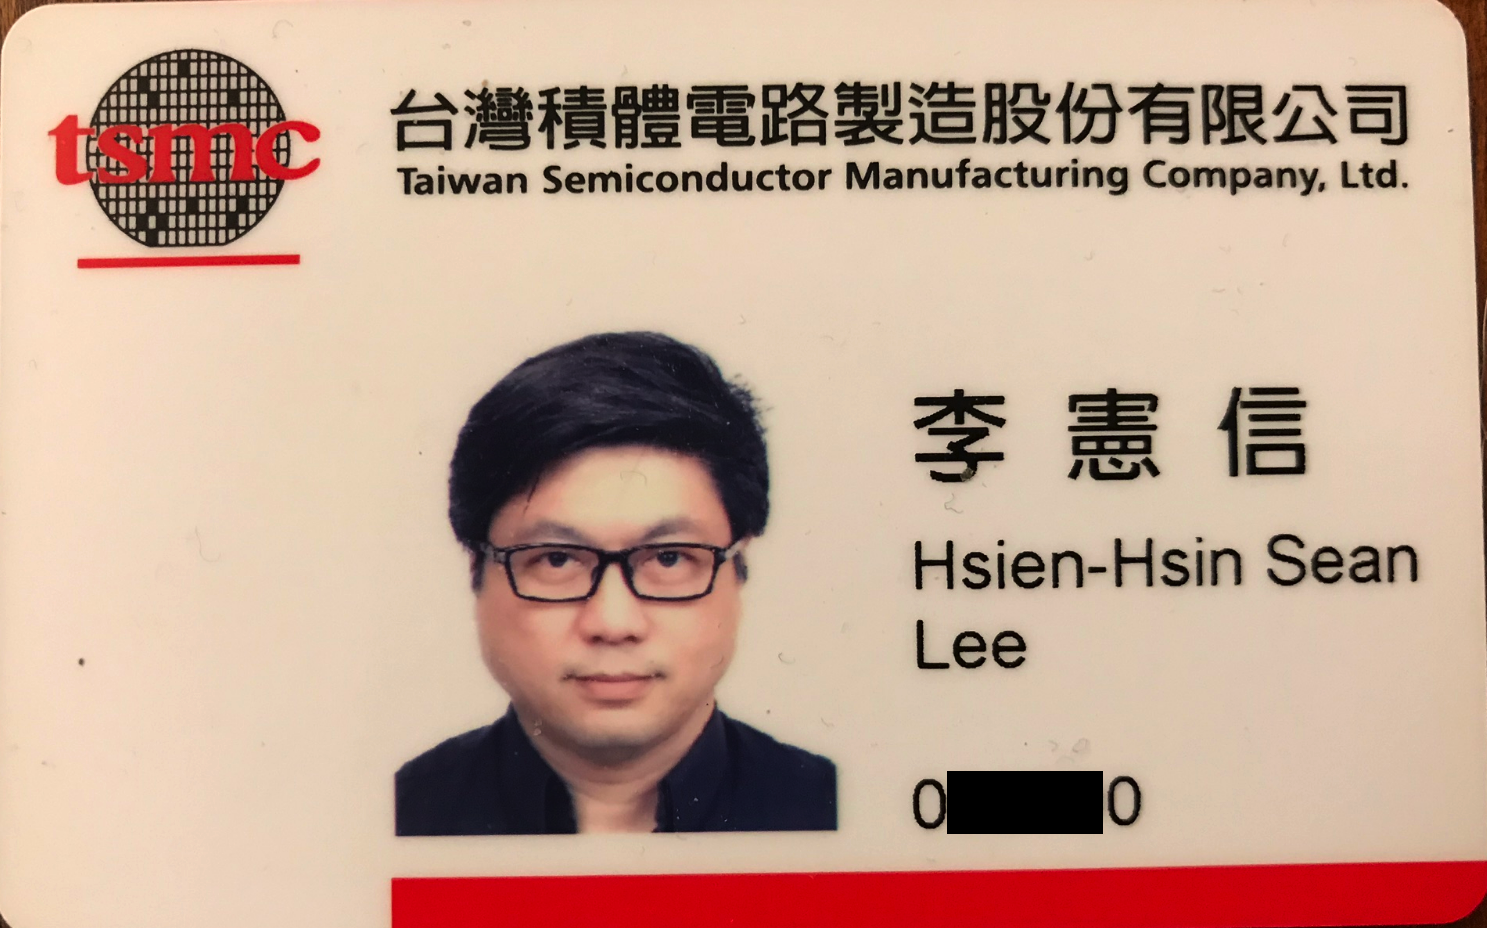 tsmc
台灣積體電路製造股份有限公司
Taiwan Semiconductor Manufacturing Company, Ltd.
李憲信
Hsien-Hsin Sean
Lee
0 0